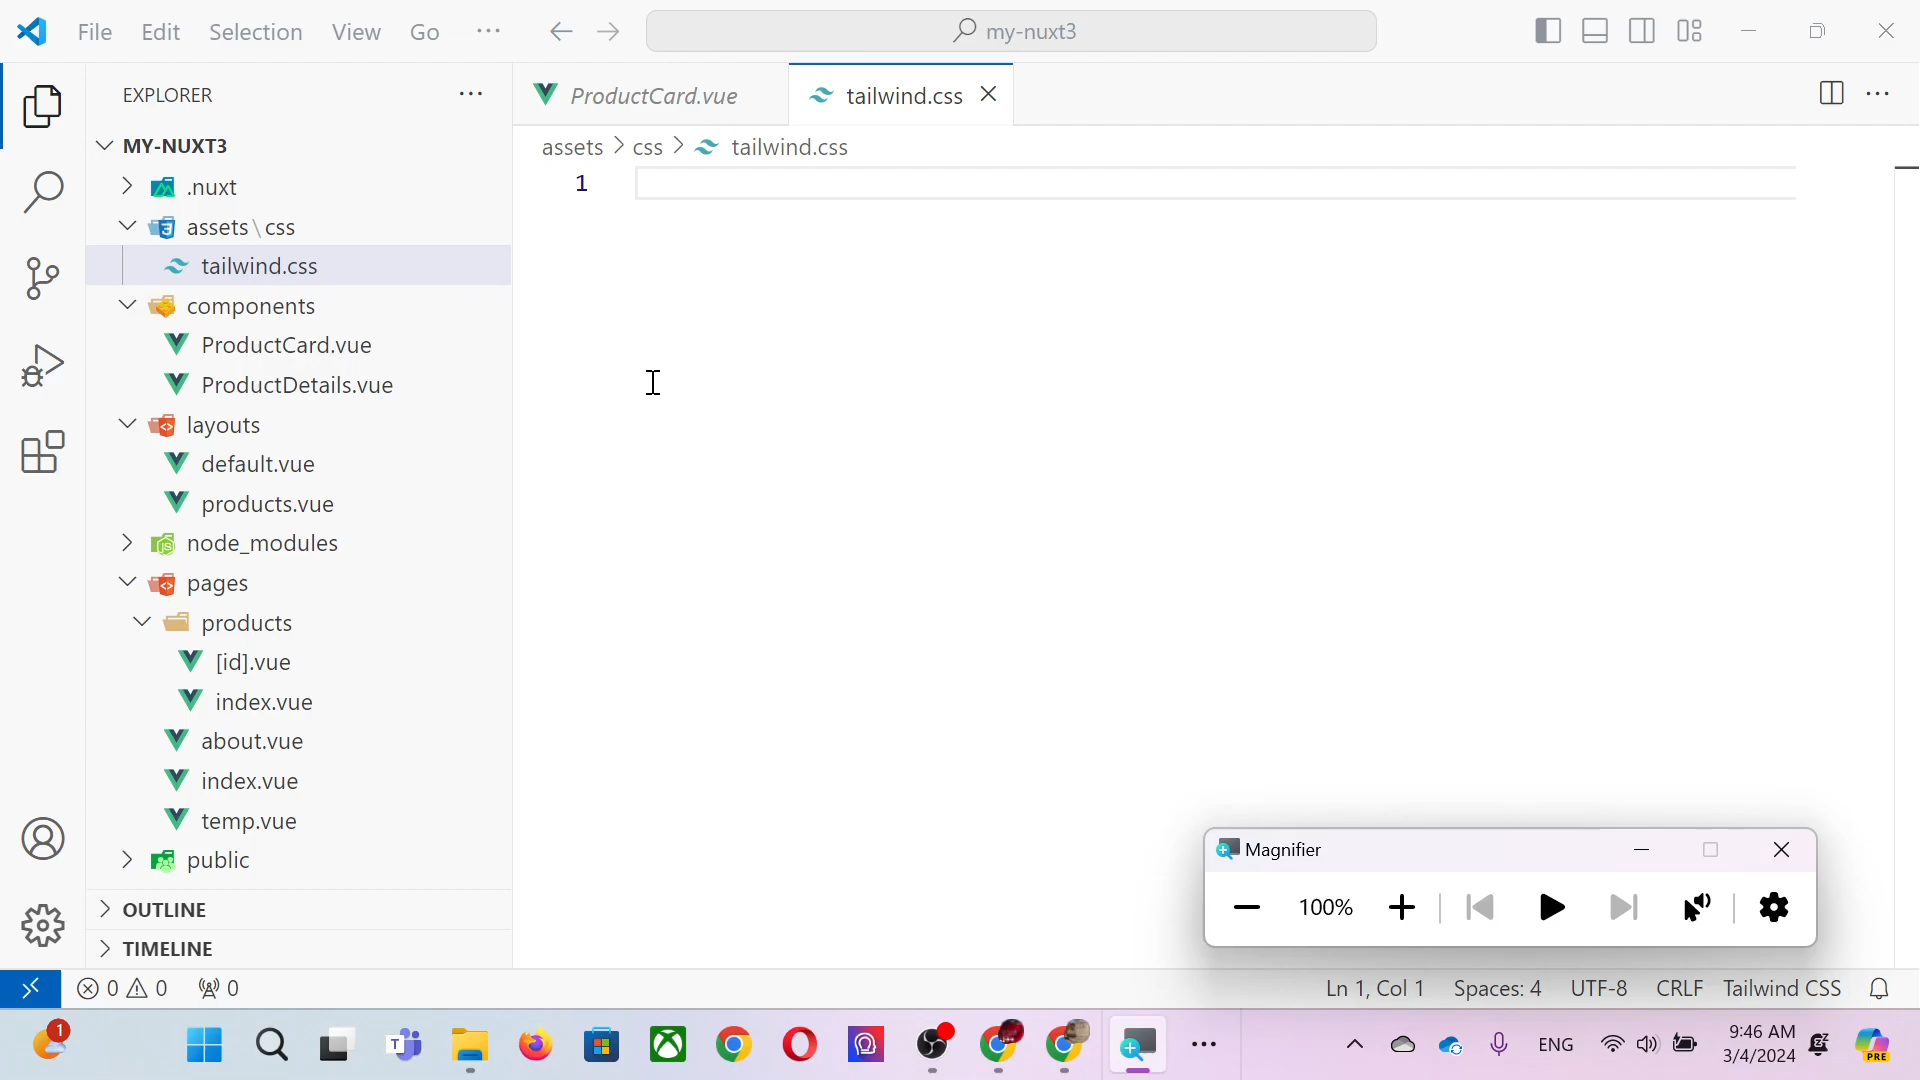 File Edit Selection View Go ··· my-nuxt3
EXPLORER ···
MY-NUXT3
.nuxt
assets\css
tailwind.css
components
ProductCard.vue
ProductDetails.vue
layouts
default.vue
products.vue
node_modules
pages
products
[id].vue
index.vue
about.vue
index.vue
temp.vue
public
OUTLINE
TIMELINE
ProductCard.vue tailwind.css
assets > css > tailwind.css
1
Magnifier
100%
0 0 0 Ln 1, Col 1 Spaces: 4 UTF-8 CRLF Tailwind CSS
1 T ENG 9:46 AM
3/4/2024 PRE